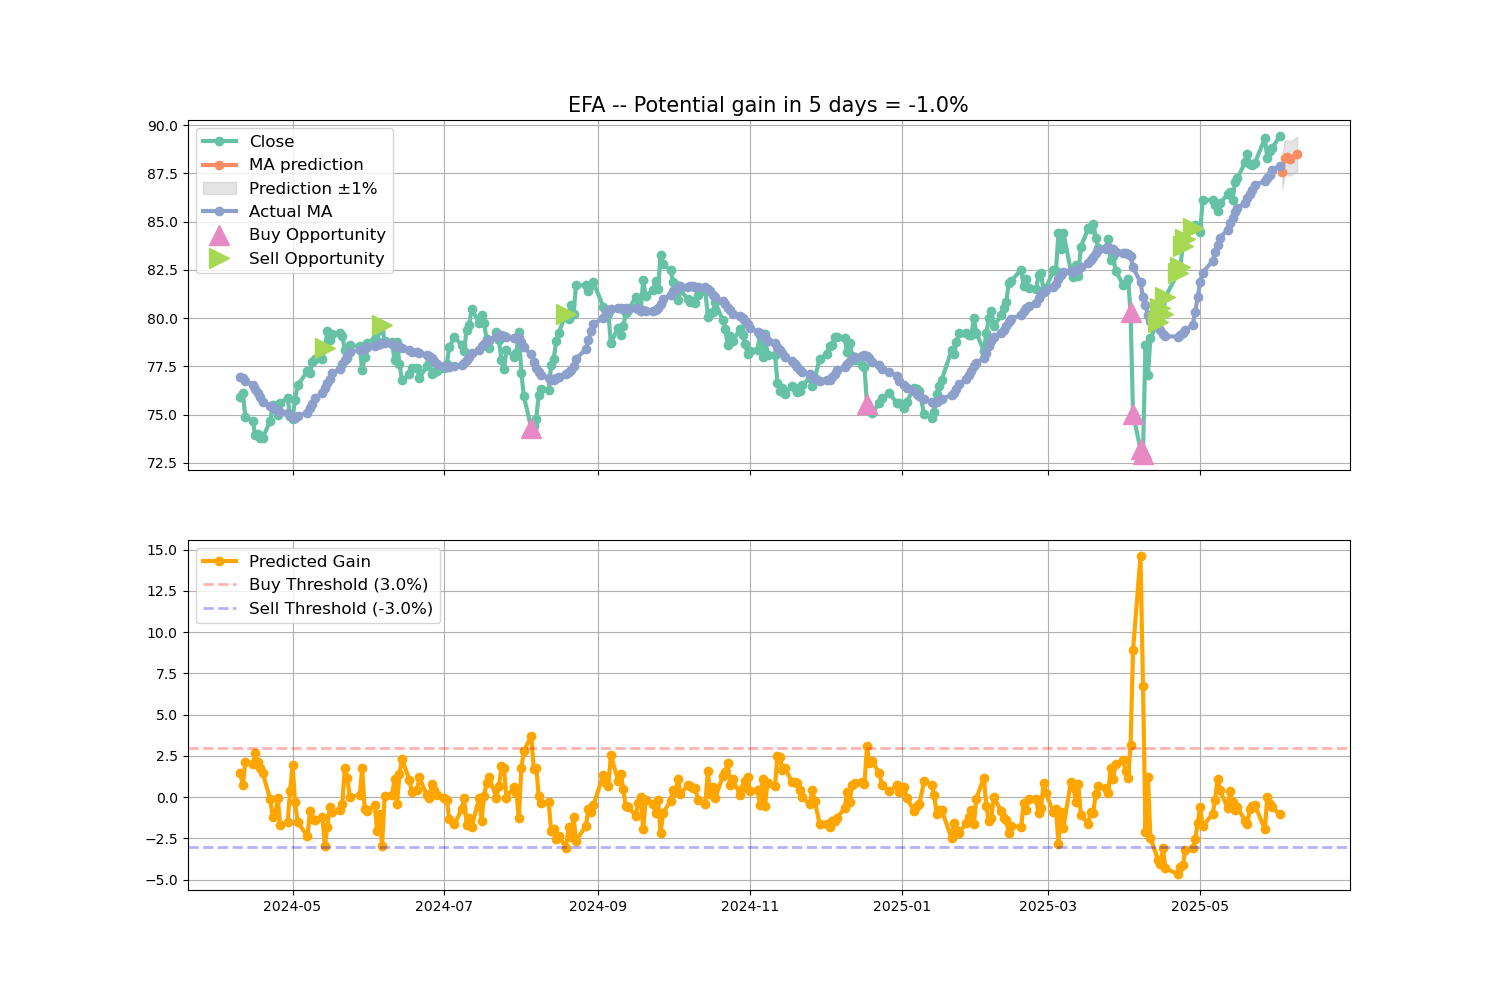 EFA -- Potential gain in 5 days = -1.0%
90.0
87.5
85.0
82.5
80.0
77.5
75.0
72.5
Close
MA prediction
Prediction ±1%
Actual MA
Buy Opportunity
Sell Opportunity
15.0
12.5
10.0
7.5
5.0
2.5
0.0
−2.5
−5.0
Predicted Gain
Buy Threshold (3.0%)
Sell Threshold (-3.0%)
2024-05 2024-07 2024-09 2024-11 2025-01 2025-03 2025-05